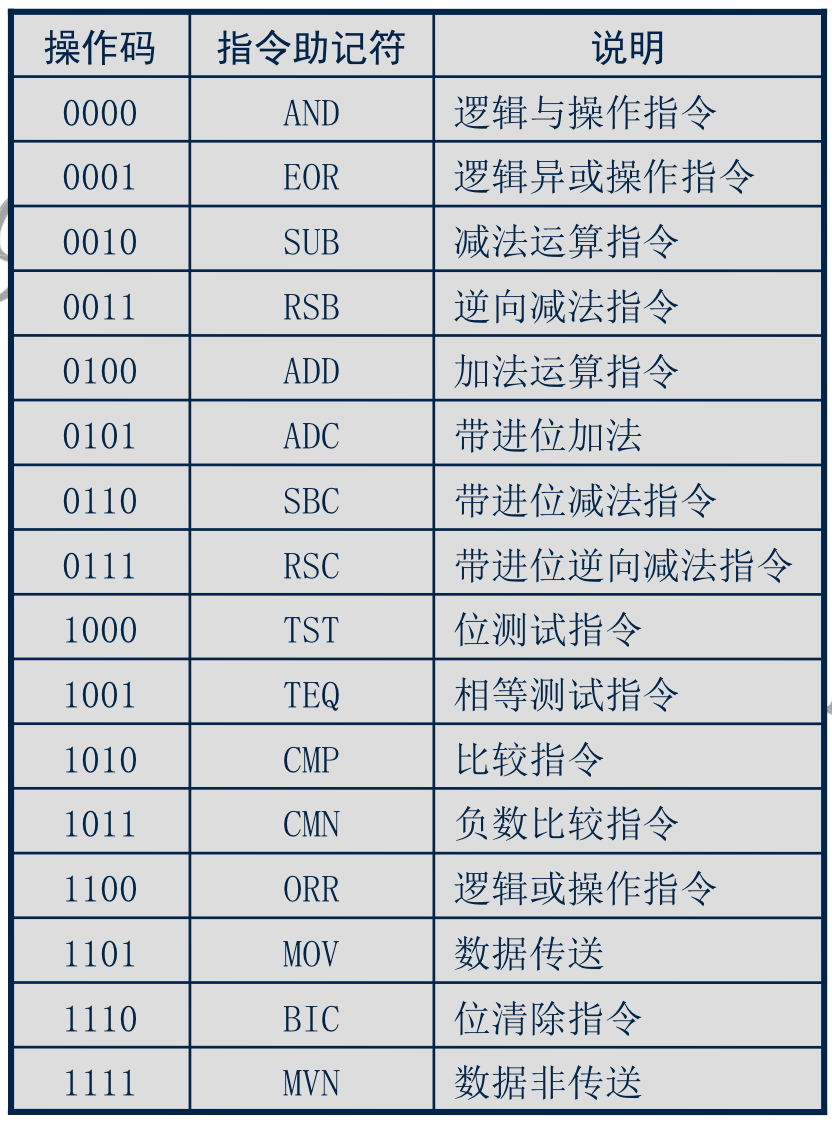 操作码 指令助记符 说明
0000 AND 逻辑与操作指令
0001 EOR 逻辑异或操作指令
0010 SUB 减法运算指令
0011 RSB 逆向减法指令
0100 ADD 加法运算指令
0101 ADC 带进位加法
0110 SBC 带进位减法指令
0111 RSC 带进位逆向减法指令
1000 TST 位测试指令
1001 TEQ 相等测试指令
1010 CMP 比较指令
1011 CMN 负数比较指令
1100 ORR 逻辑或操作指令
1101 MOV 数据传送
1110 BIC 位清除指令
1111 MVN 数据非传送